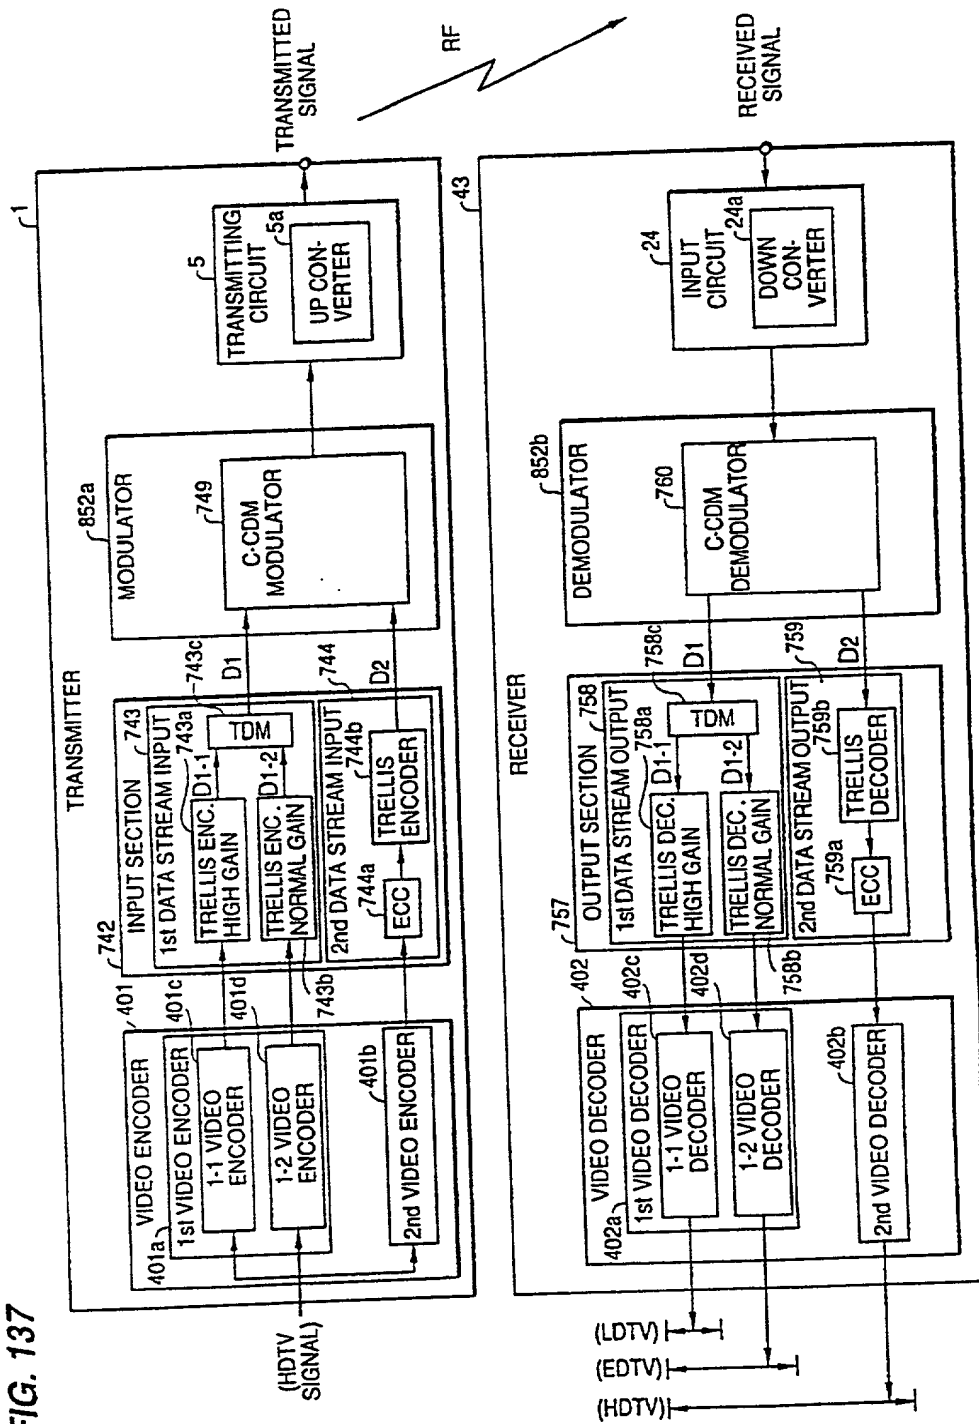 FIG. 137
TRANSMITTER
1
(HDTV
SIGNAL)
401
VIDEO ENCODER
401a
1st VIDEO ENCODER
401c
1-1 VIDEO
ENCODER
401d
1-2 VIDEO
ENCODER
401b
2nd VIDEO ENCODER
742
INPUT SECTION
743
1st DATA STREAM INPUT
743a
TRELLIS ENC.
HIGH GAIN
D1-1
743b
TRELLIS ENC.
NORMAL GAIN
D1-2
743c
TDM
D1
744
2nd DATA STREAM INPUT
744a
ECC
744b
TRELLIS
ENCODER
D2
852a
MODULATOR
749
C-CDM
MODULATOR
5
TRANSMITTING
CIRCUIT
5a
UP CON-
VERTER
TRANSMITTED
SIGNAL
RF
RECEIVER
43
RECEIVED
SIGNAL
24
INPUT
CIRCUIT
24a
DOWN
CON-
VERTER
852b
DEMODULATOR
760
C-CDM
DEMODULATOR
757
OUTPUT SECTION
758
1st DATA STREAM OUTPUT
758a
TRELLIS DEC.
HIGH GAIN
D1-1
758b
TRELLIS DEC.
NORMAL GAIN
D1-2
758c
TDM
D1
759
2nd DATA STREAM OUTPUT
759a
ECC
759b
TRELLIS
DECODER
D2
402
VIDEO DECODER
402a
1st VIDEO DECODER
402c
1-1 VIDEO
DECODER
402d
1-2 VIDEO
DECODER
402b
2nd VIDEO DECODER
(LDTV)
(EDTV)
(HDTV)